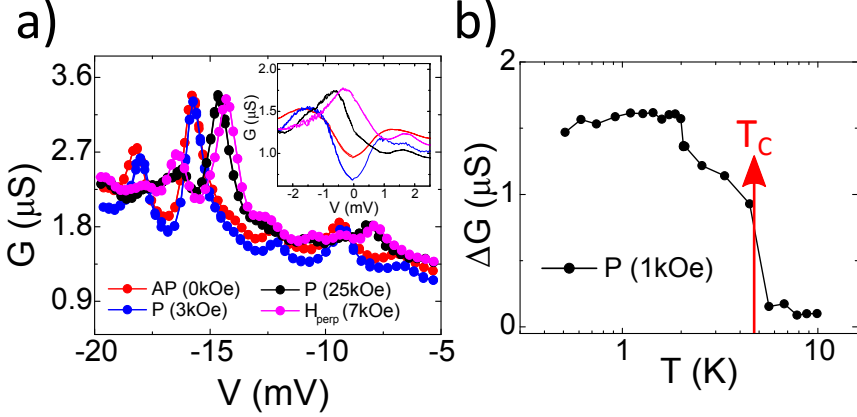 a)
G (μS)
3.6
2.7
1.8
0.9
-20
-15
-10
-5
V (mV)
AP (0kOe)
P (3kOe)
P (25kOe)
H_perp (7kOe)
G (μS)
2.0
1.5
1.0
-2
0
2
V (mV)
b)
ΔG (μS)
2
1
0
1
10
T (K)
T_C
P (1kOe)